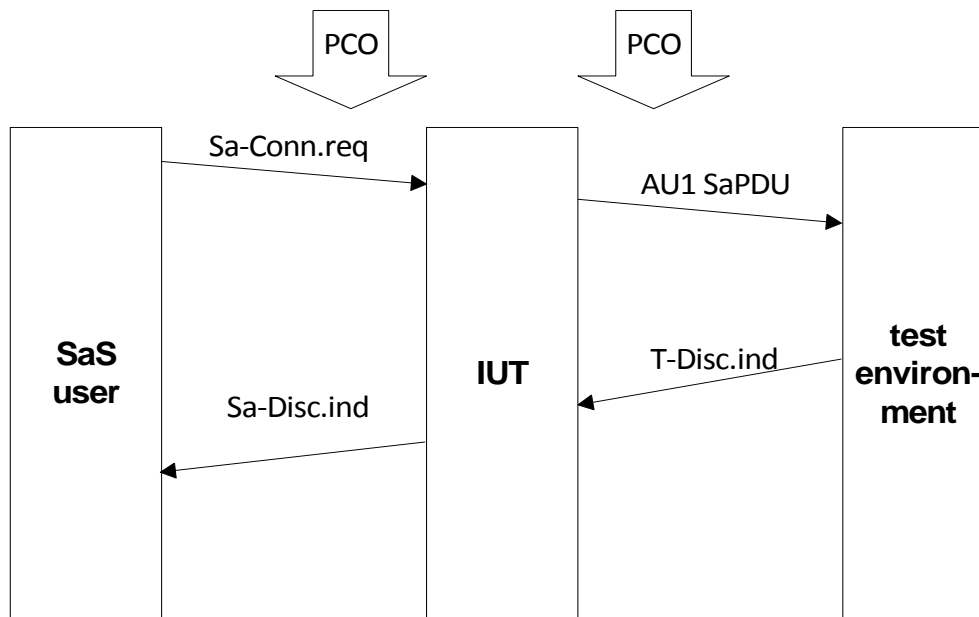 PCO
PCO
Sa-Conn.req
AU1 SaPDU
SaS
user
IUT
test
environ-
ment
T-Disc.ind
Sa-Disc.ind